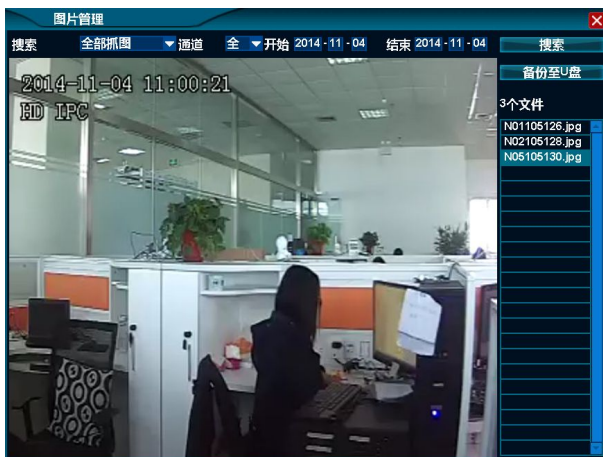 图片管理
搜索 全部抓图 通道 全 开始 2014-11-04 结束 2014-11-04 搜索
备份至U盘
2014-11-04 11:00:21
HD IPC
3个文件
N01105126.jpg
N02105128.jpg
N05105130.jpg